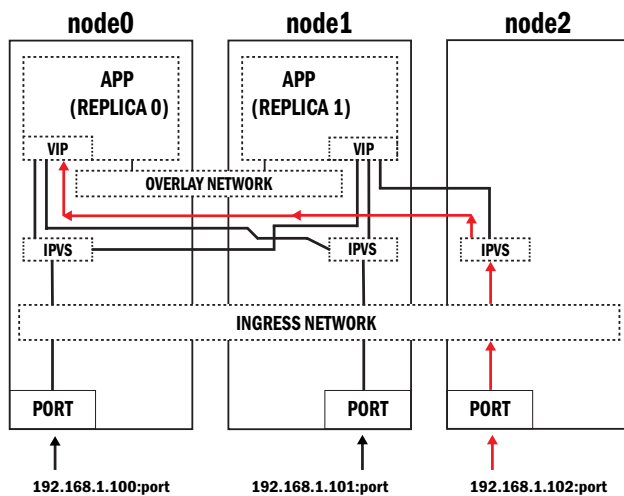 node0
node1
node2
APP
(REPLICA 0)
APP
(REPLICA 1)
VIP
VIP
OVERLAY NETWORK
IPVS
IPVS
IPVS
INGRESS NETWORK
PORT
PORT
PORT
192.168.1.100:port
192.168.1.101:port
192.168.1.102:port